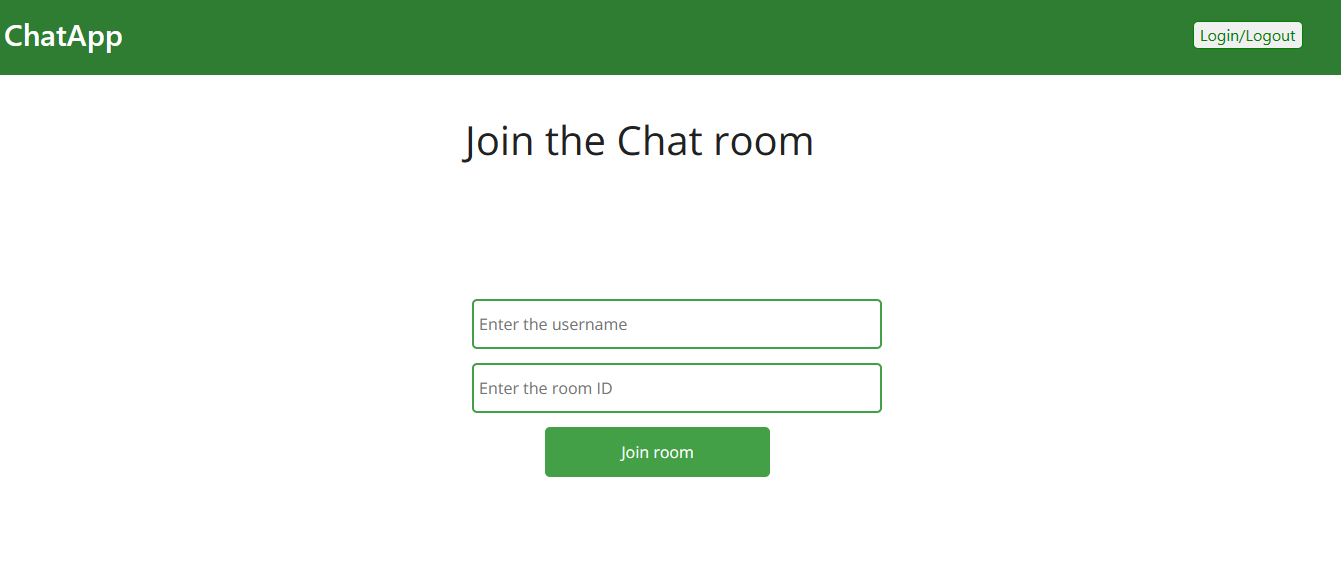 ChatApp
Login/Logout
Join the Chat room
Enter the username
Enter the room ID
Join room